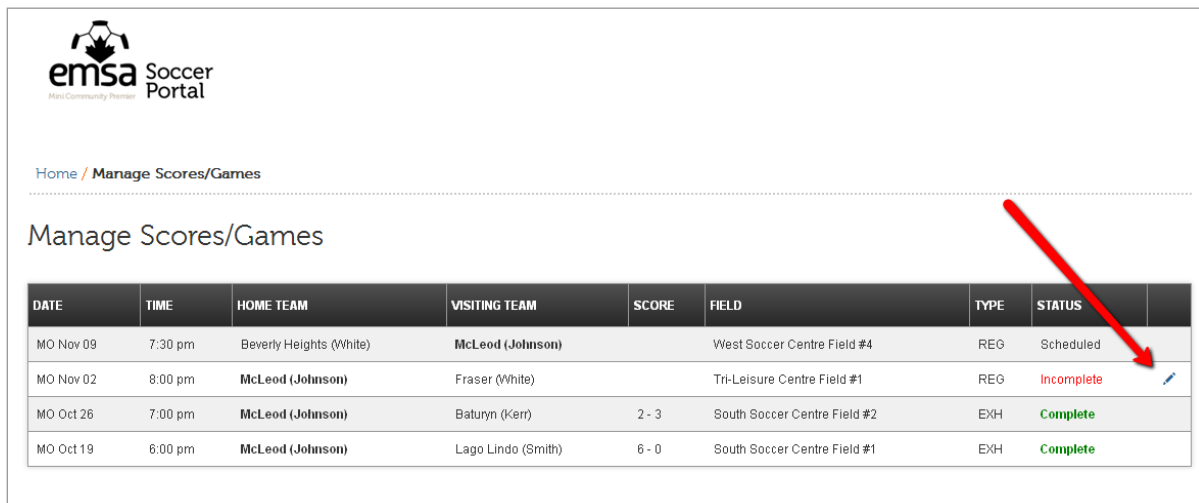 emsa Soccer
Mini Community Premier Portal
Home / Manage Scores/Games
Manage Scores/Games
DATE TIME HOME TEAM VISITING TEAM SCORE FIELD TYPE STATUS
MO Nov 09 7:30 pm Beverly Heights (White) McLeod (Johnson) West Soccer Centre Field #4 REG Scheduled
MO Nov 02 8:00 pm McLeod (Johnson) Fraser (White) Tri-Leisure Centre Field #1 REG Incomplete
MO Oct 26 7:00 pm McLeod (Johnson) Baturyn (Kerr) 2 - 3 South Soccer Centre Field #2 EXH Complete
MO Oct 19 6:00 pm McLeod (Johnson) Lago Lindo (Smith) 6 - 0 South Soccer Centre Field #1 EXH Complete